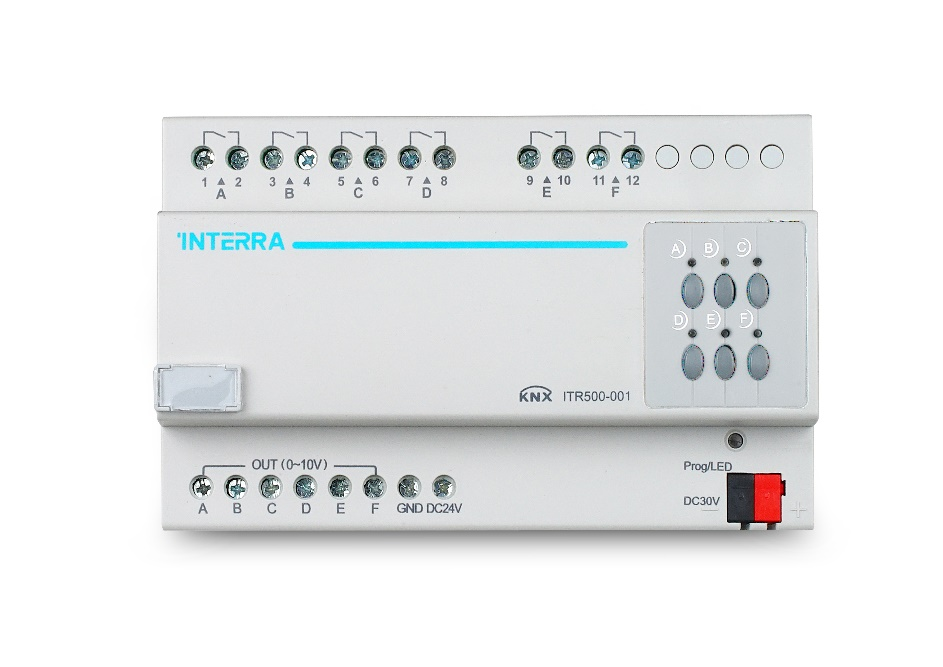 1 ▲ 2 3 ▲ 4 5 ▲ 6 7 ▲ 8 9 ▲ 10 11 ▲ 12
A B C D E F
INTERRA
A B C
D E F
KNX ITR500-001
Prog/LED
OUT (0~10V)
DC30V
A B C D E F GND DC24V
— +